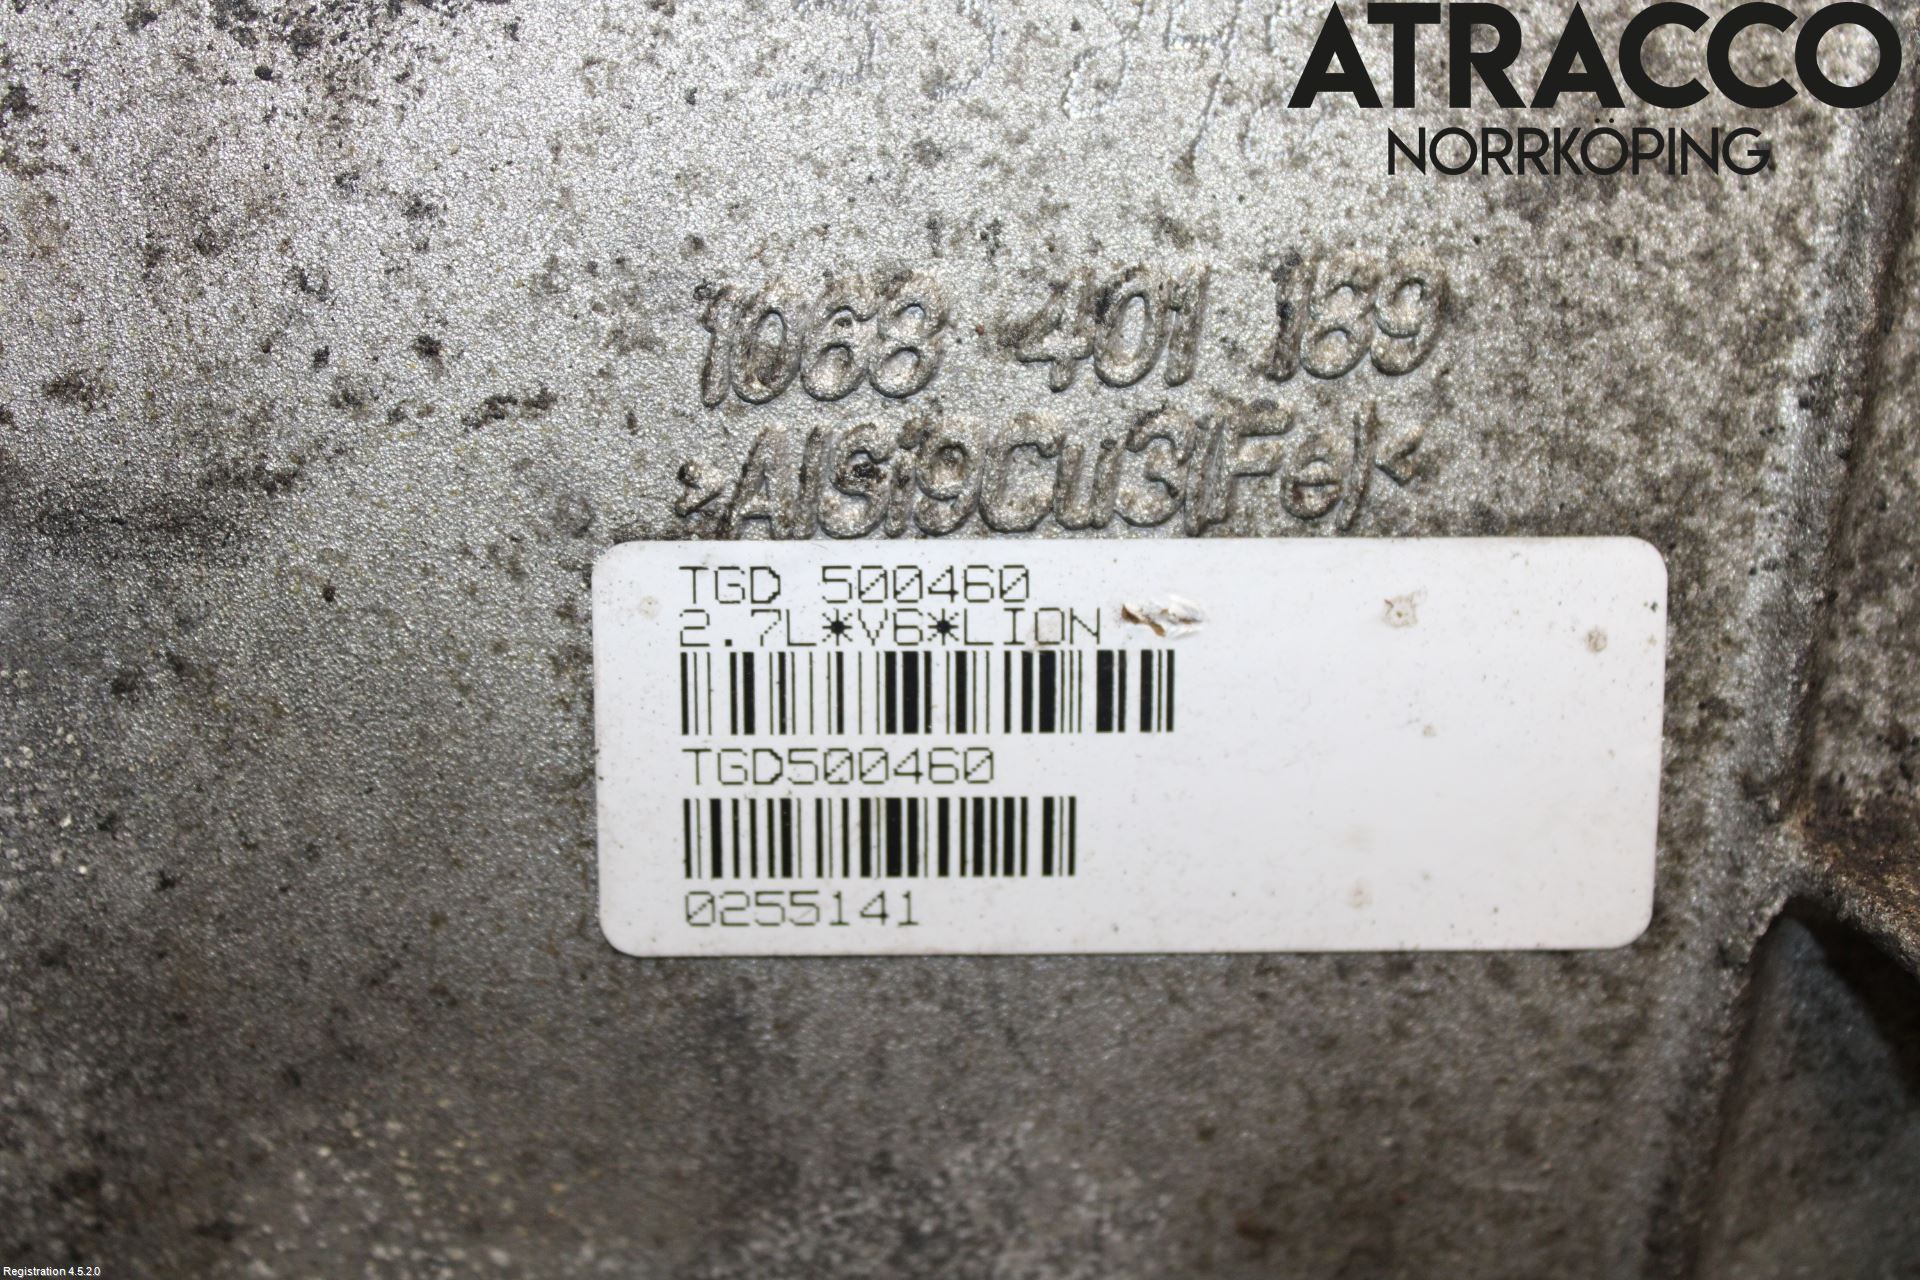 ATRACCO
NORRKÖPING
1068 401 169
>AlSi9Cu3(Fe)<
TGD 500460
2.7L*V6*LION
TGD500460
0255141
Registration 4.5.2.0